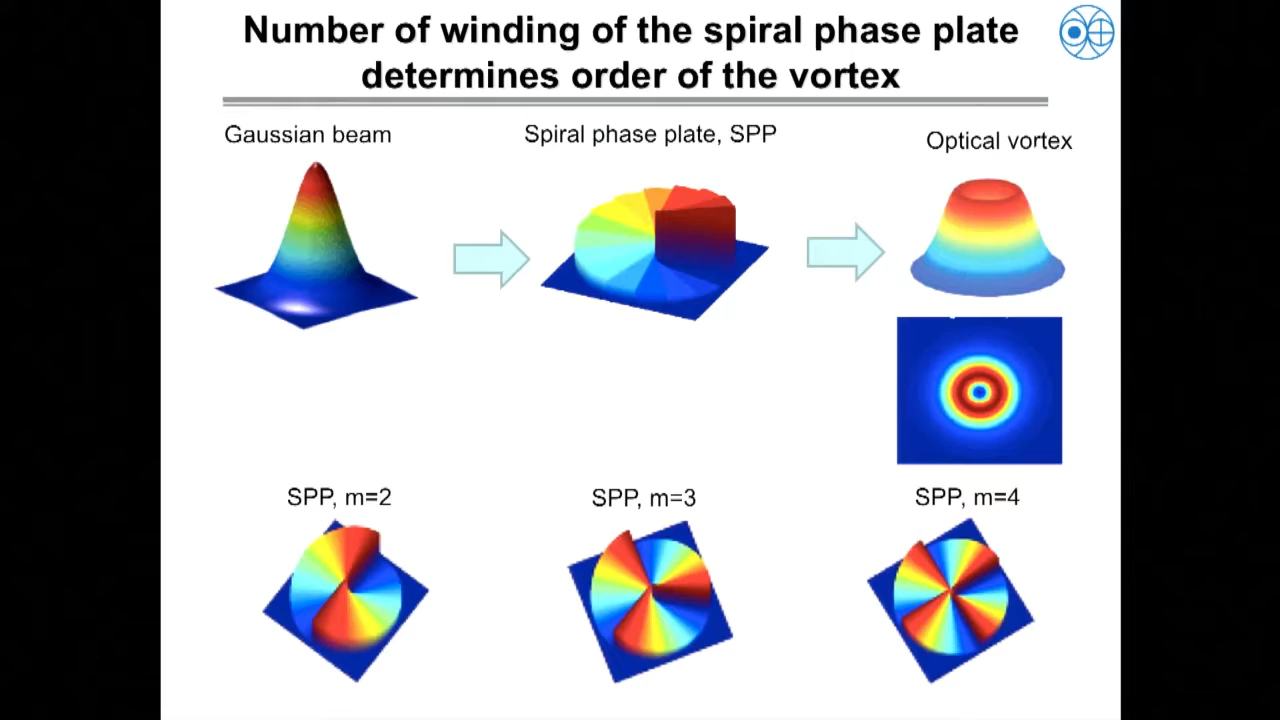 Number of winding of the spiral phase plate
determines order of the vortex
Gaussian beam
Spiral phase plate, SPP
Optical vortex
SPP, m=2
SPP, m=3
SPP, m=4